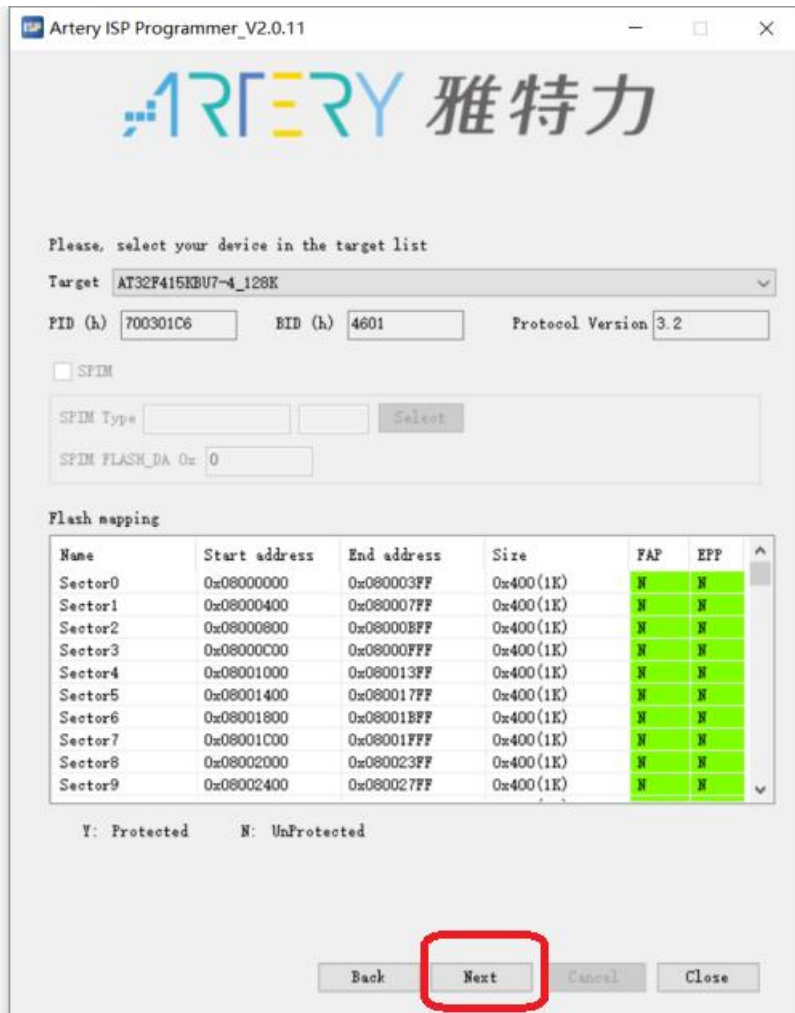 ISP Artery ISP Programmer_V2.0.11
ARTERY 雅特力
Please, select your device in the target list
Target AT32F415KBU7-4_128K
PID (h) 700301C6 BID (h) 4601 Protocol Version 3.2
SPIM
SPIM Type Select
SPIM FLASH_DA 0x 0
Flash mapping
Name Start address End address Size FAP EPP
Sector0 0x08000000 0x080003FF 0x400(1K) N N
Sector1 0x08000400 0x080007FF 0x400(1K) N N
Sector2 0x08000800 0x08000BFF 0x400(1K) N N
Sector3 0x08000C00 0x08000FFF 0x400(1K) N N
Sector4 0x08001000 0x080013FF 0x400(1K) N N
Sector5 0x08001400 0x080017FF 0x400(1K) N N
Sector6 0x08001800 0x08001BFF 0x400(1K) N N
Sector7 0x08001C00 0x08001FFF 0x400(1K) N N
Sector8 0x08002000 0x080023FF 0x400(1K) N N
Sector9 0x08002400 0x080027FF 0x400(1K) N N
Y: Protected N: UnProtected
Back Next Cancel Close